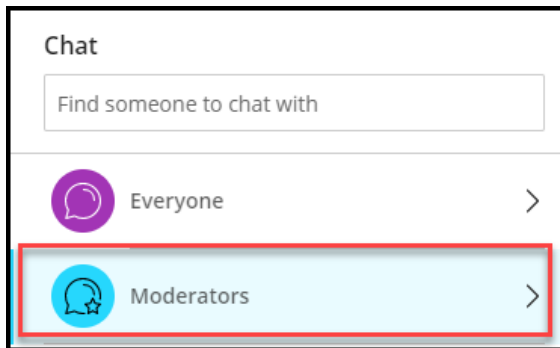 Chat
Find someone to chat with
Everyone
Moderators